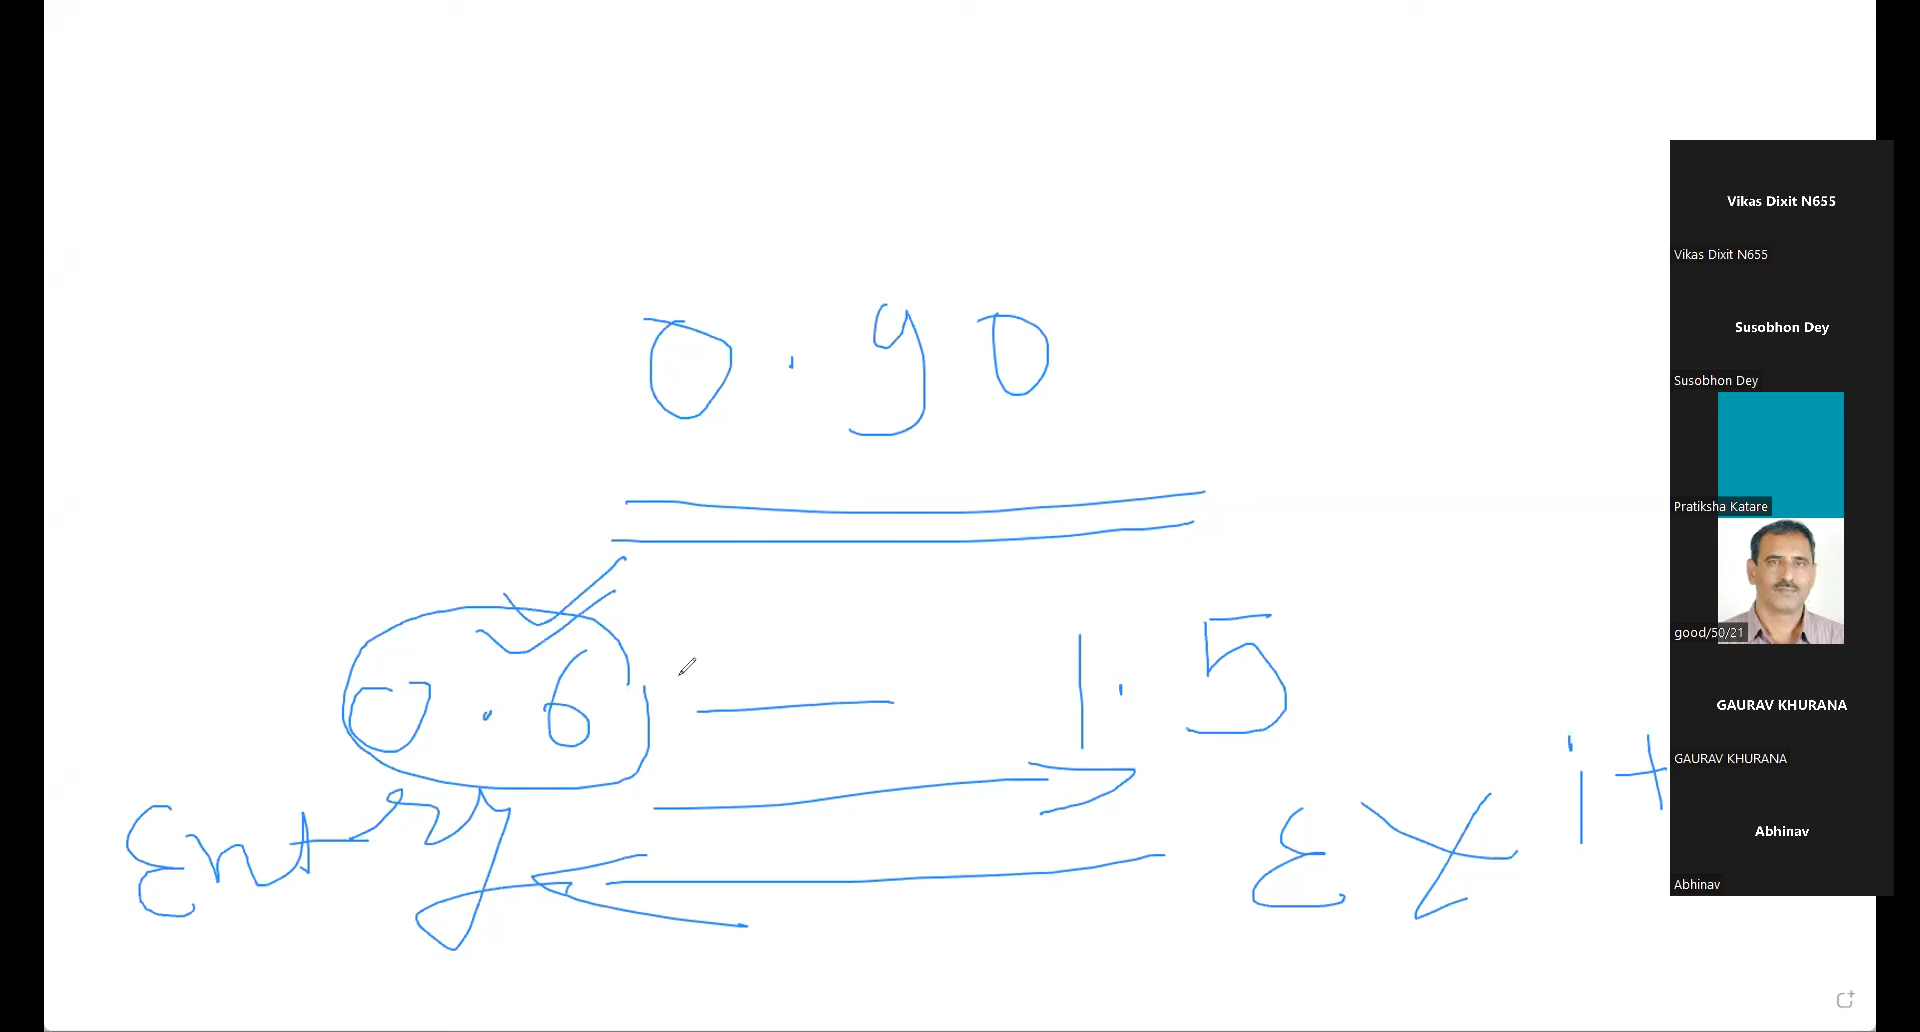 0.90
0.6 — 1.5
Entry
Exit
Vikas Dixit N655
Vikas Dixit N655
Susobhon Dey
Susobhon Dey
Pratiksha Katare
good/50/21
GAURAV KHURANA
GAURAV KHURANA
Abhinav
Abhinav